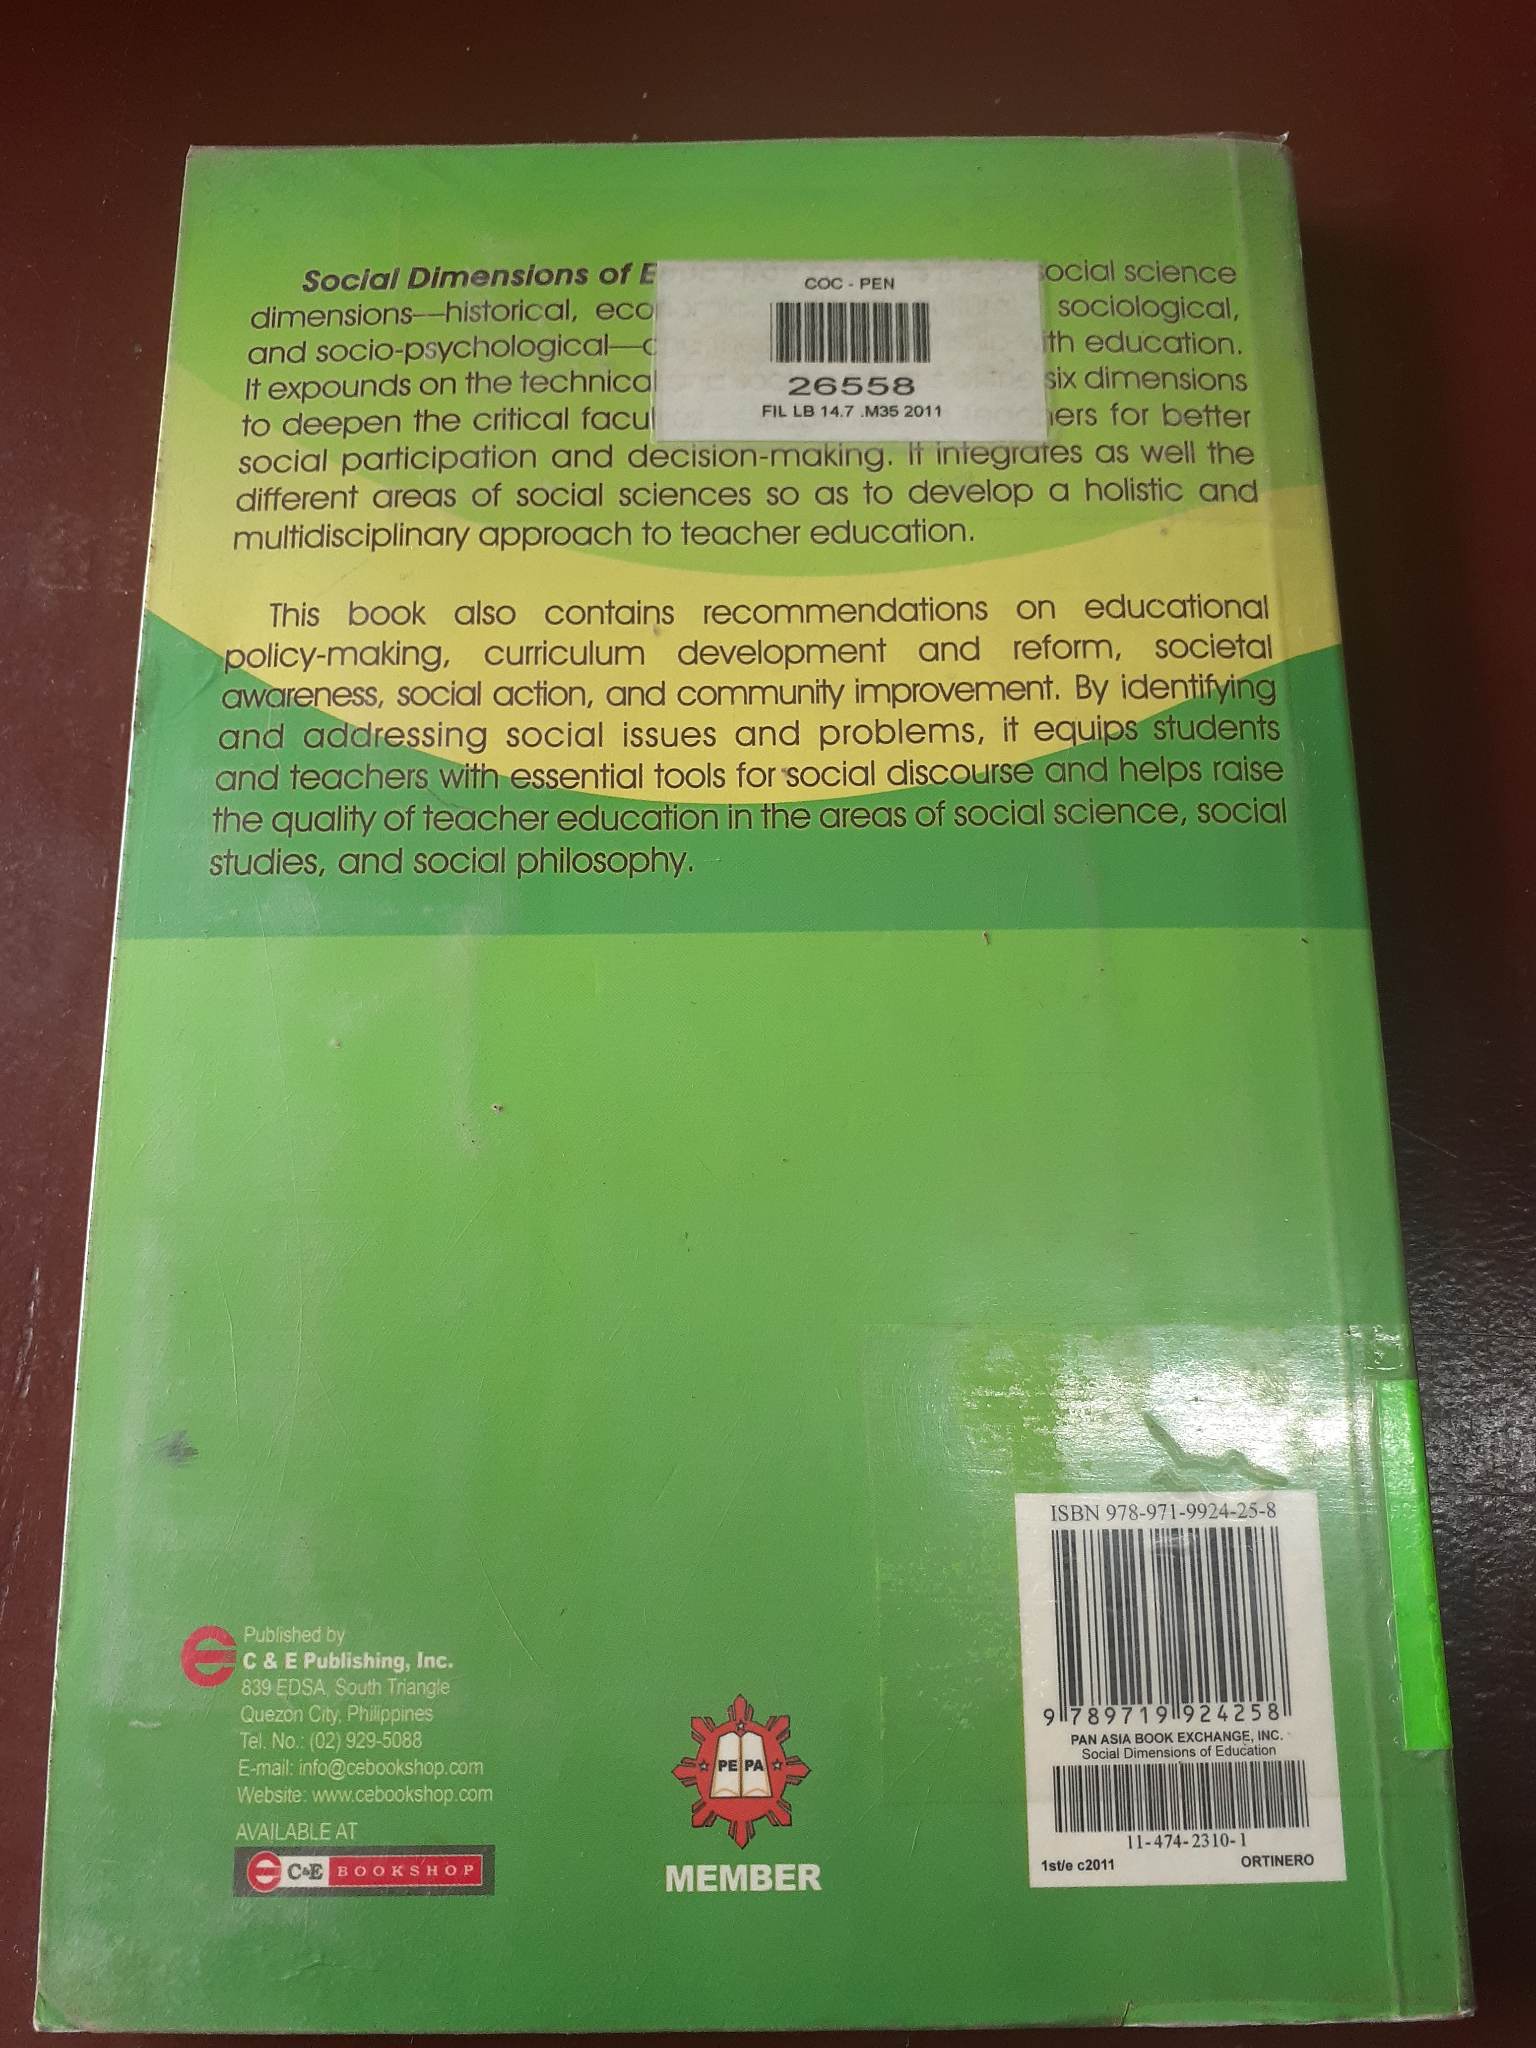 Social Dimensions of E social science
dimensions—historical, eco sociological,
and socio-psychological— with education.
It expounds on the technical six dimensions
to deepen the critical facul ers for better
social participation and decision-making. It integrates as well the
different areas of social sciences so as to develop a holistic and
multidisciplinary approach to teacher education.
COC - PEN
26558
FIL LB 14.7 .M35 2011
This book also contains recommendations on educational
policy-making, curriculum development and reform, societal
awareness, social action, and community improvement. By identifying
and addressing social issues and problems, it equips students
and teachers with essential tools for social discourse and helps raise
the quality of teacher education in the areas of social science, social
studies, and social philosophy.
Published by
C & E Publishing, Inc.
839 EDSA, South Triangle
Quezon City, Philippines
Tel. No.: (02) 929-5088
E-mail: info@cebookshop.com
Website: www.cebookshop.com
AVAILABLE AT
C&E BOOKSHOP
PE PA
MEMBER
ISBN 978-971-9924-25-8
9 789719 924258
PAN ASIA BOOK EXCHANGE, INC.
Social Dimensions of Education
11-474-2310-1
1st/e c2011 ORTINERO